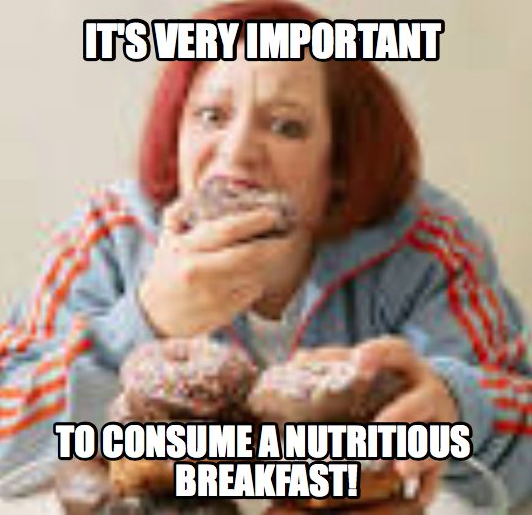 IT'S VERY IMPORTANT
TO CONSUME A NUTRITIOUS
BREAKFAST!